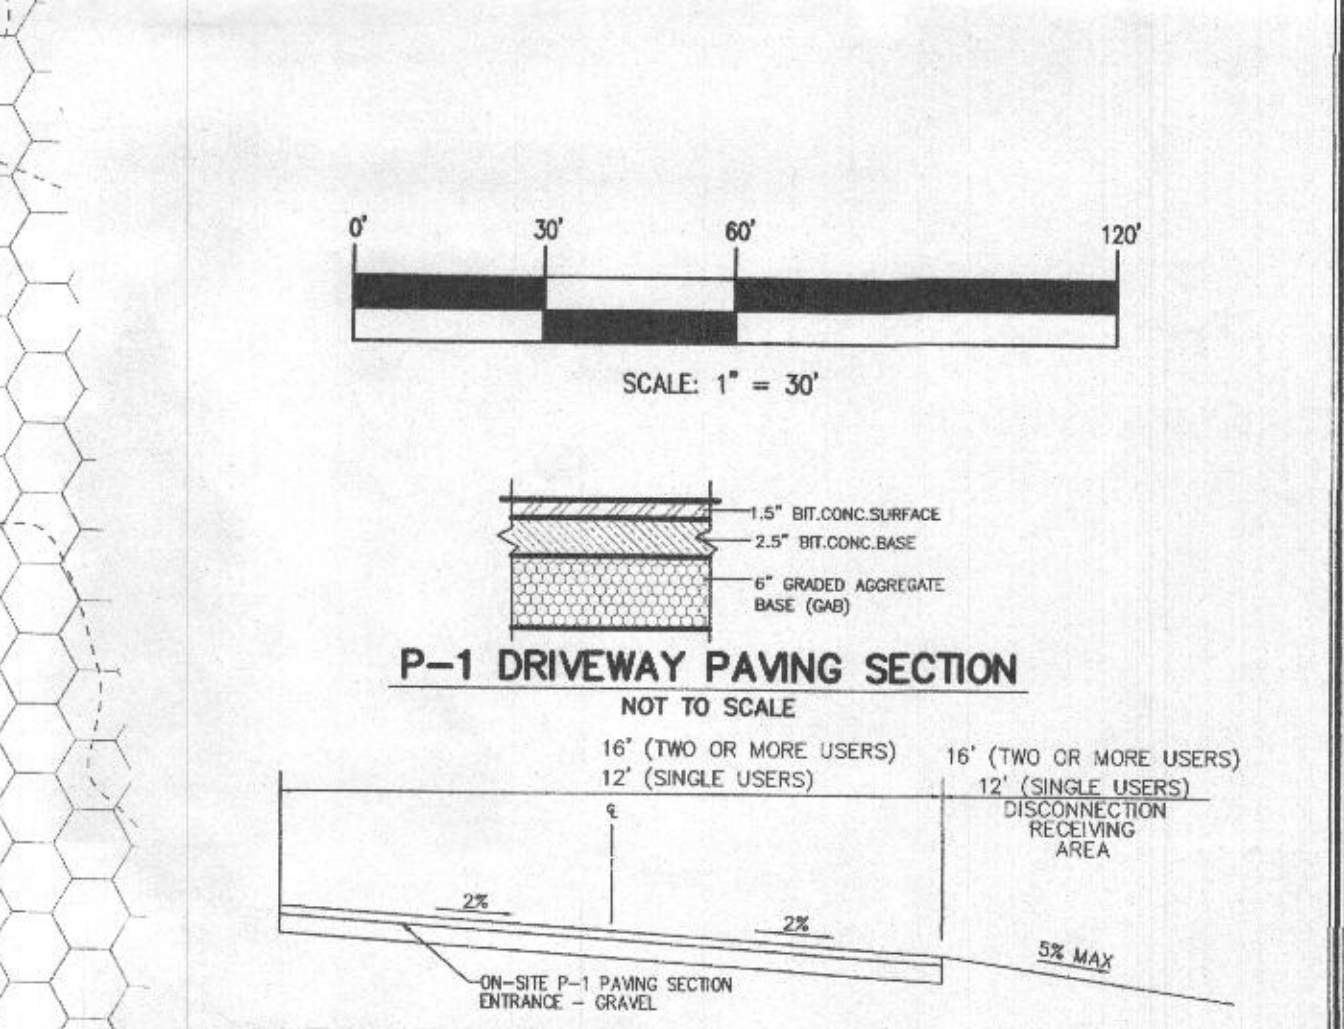 0' 30' 60' 120'
SCALE: 1" = 30'
1.5" BIT.CONC.SURFACE
2.5" BIT.CONC.BASE
6" GRADED AGGREGATE
BASE (GAB)
P-1 DRIVEWAY PAVING SECTION
NOT TO SCALE
16' (TWO OR MORE USERS)
12' (SINGLE USERS)
16' (TWO OR MORE USERS)
12' (SINGLE USERS)
DISCONNECTION
RECEIVING
AREA
℄
2%
2%
5% MAX
ON-SITE P-1 PAVING SECTION
ENTRANCE - GRAVEL